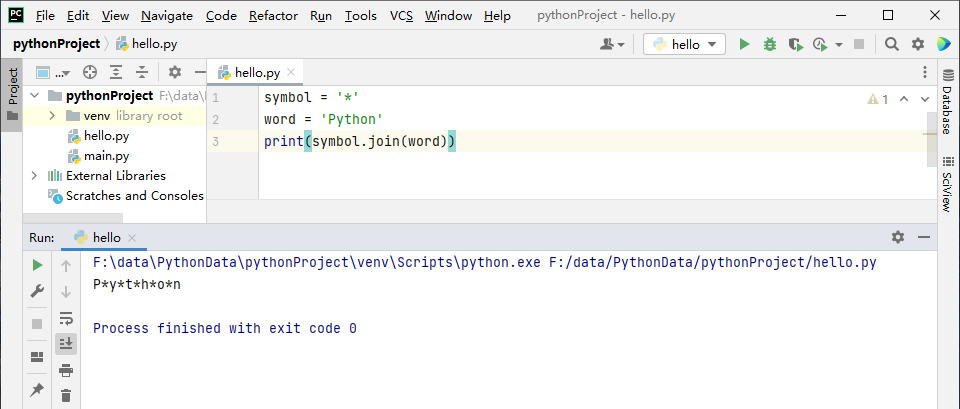 PC File Edit View Navigate Code Refactor Run Tools VCS Window Help pythonProject - hello.py
pythonProject hello.py hello
Project
... hello.py
pythonProject F:\data\
venv library root
hello.py
main.py
External Libraries
Scratches and Consoles
1 symbol = '*'
2 word = 'Python'
3 print(symbol.join(word))
1
Database
SciView
Run: hello
F:\data\PythonData\pythonProject\venv\Scripts\python.exe F:/data/PythonData/pythonProject/hello.py
P*y*t*h*o*n
Process finished with exit code 0